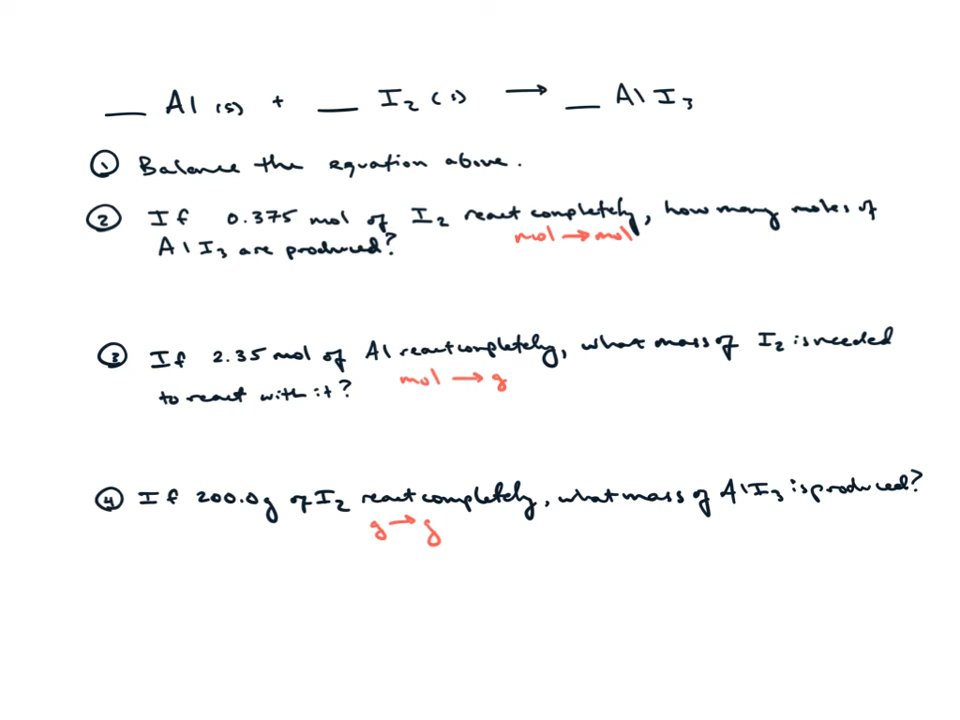 __ Al (s) + __ I₂ (s) → __ AlI₃
① Balance the equation above.
② If 0.375 mol of I₂ react completely, how many moles of
AlI₃ are produced?
mol → mol
③ If 2.35 mol of Al react completely, what mass of I₂ is needed
to react with it?
mol → g
④ If 200.0g of I₂ react completely, what mass of AlI₃ is produced?
g → g